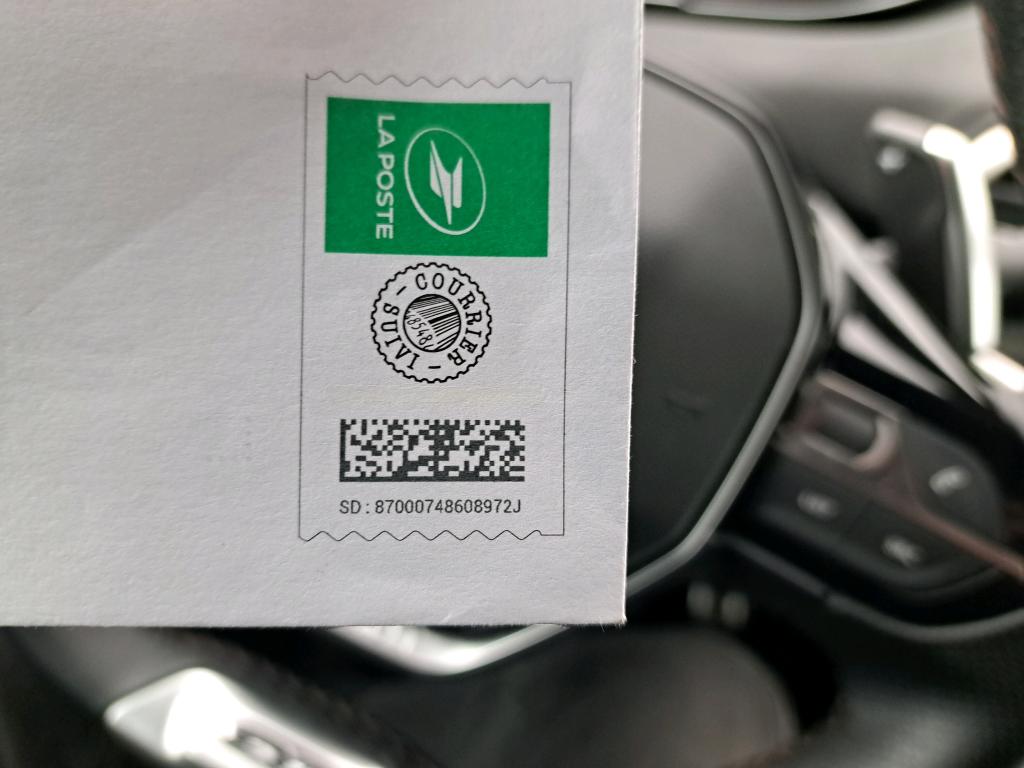 LA POSTE
COURRIER
SUIVI
SD : 87000748608972J